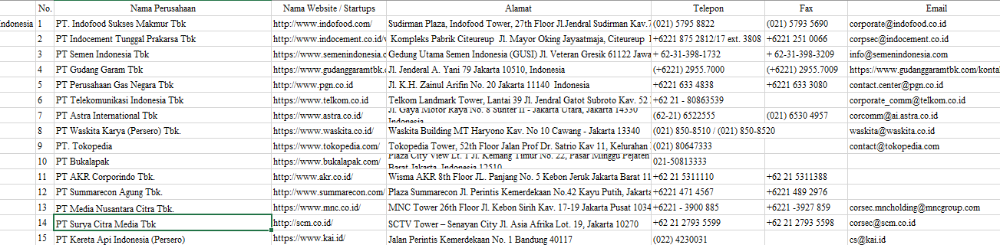 No. Nama Perusahaan Nama Website / Startups Alamat Telepon Fax Email
Indonesia 1 PT. Indofood Sukses Makmur Tbk http://www.indofood.com/ Sudirman Plaza, Indofood Tower, 27th Floor Jl.Jendral Sudirman Kav.7 (021) 5795 8822 (021) 5793 5690 corporate@indofood.co.id
2 PT Indocement Tunggal Prakarsa Tbk http://www.indocement.co.id/ Kompleks Pabrik Citeureup Jl. Mayor Oking Jayaatmaja, Citeureup 1 +6221 875 2812/17 ext. 3808 +6221 251 0066 corpsec@indocement.co.id
3 PT Semen Indonesia Tbk https://www.semenindonesia.c Gedung Utama Semen Indonesia (GUSI) Jl. Veteran Gresik 61122 Jawa + 62-31-398-1732 + 62-31-398-3209 info@semenindonesia.com
4 PT Gudang Garam Tbk https://www.gudanggaramtbk. Jl. Jenderal A. Yani 79 Jakarta 10510, Indonesia (+6221) 2955.7000 (+6221) 2955.7009 https://www.gudanggaramtbk.com/konta
5 PT Perusahaan Gas Negara Tbk http://www.pgn.co.id Jl. K.H. Zainul Arifin No. 20 Jakarta 11140 Indonesia +6221 633 4838 +6221 633 3080 contact.center@pgn.co.id
6 PT Telekomunikasi Indonesia Tbk https://www.telkom.co.id Telkom Landmark Tower, Lantai 39 Jl. Jendral Gatot Subroto Kav. 52 +62 21 - 80863539 corporate_comm@telkom.co.id
7 PT Astra International Tbk https://www.astra.co.id/ Jl. Gaya Motor Raya No. 8 Sunter II - Jakarta Utara, Jakarta 14330 (62-21) 6522555 (021) 6530 4957 corcomm@ai.astra.co.id
Indonesia
8 PT Waskita Karya (Persero) Tbk. https://www.waskita.co.id/ Waskita Building MT Haryono Kav. No 10 Cawang - Jakarta 13340 (021) 850-8510 / (021) 850-8520 waskita@waskita.co.id
9 PT. Tokopedia https://www.tokopedia.com/ Tokopedia Tower, 52th Floor Jalan Prof Dr. Satrio Kav 11, Kelurahan (021) 80647333 contact@tokopedia.com
10 PT Bukalapak https://www.bukalapak.com/ Plaza City View Lt. 1 Jl. Kemang Timur No. 22, Pasar Minggu Pejaten 021-50813333
Barat Jakarta, Indonesia 12510
11 PT AKR Corporindo Tbk. http://www.akr.co.id/ Wisma AKR 8th Floor JL. Panjang No. 5 Kebon Jeruk Jakarta Barat 11 +62 21 5311110 +62 21 5311388
12 PT Summarecon Agung Tbk. http://www.summarecon.com/ Plaza Summarecon Jl. Perintis Kemerdekaan No.42 Kayu Putih, Jakarta +6221 471 4567 +6221 489 2976
13 PT Media Nusantara Citra Tbk. https://www.mnc.co.id/ MNC Tower 26th Floor Jl. Kebon Sirih Kav. 17-19 Jakarta Pusat 1034 +6221 - 3900 885 +6221 -3927 859 corsec.mncholding@mncgroup.com
14 PT Surya Citra Media Tbk http://scm.co.id/ SCTV Tower – Senayan City Jl. Asia Afrika Lot. 19, Jakarta 10270 +62 21 2793 5599 +62 21 2793 5598 corsec@scm.co.id
15 PT Kereta Api Indonesia (Persero) https://www.kai.id/ Jalan Perintis Kemerdekaan No. 1 Bandung 40117 (022) 4230031 cs@kai.id